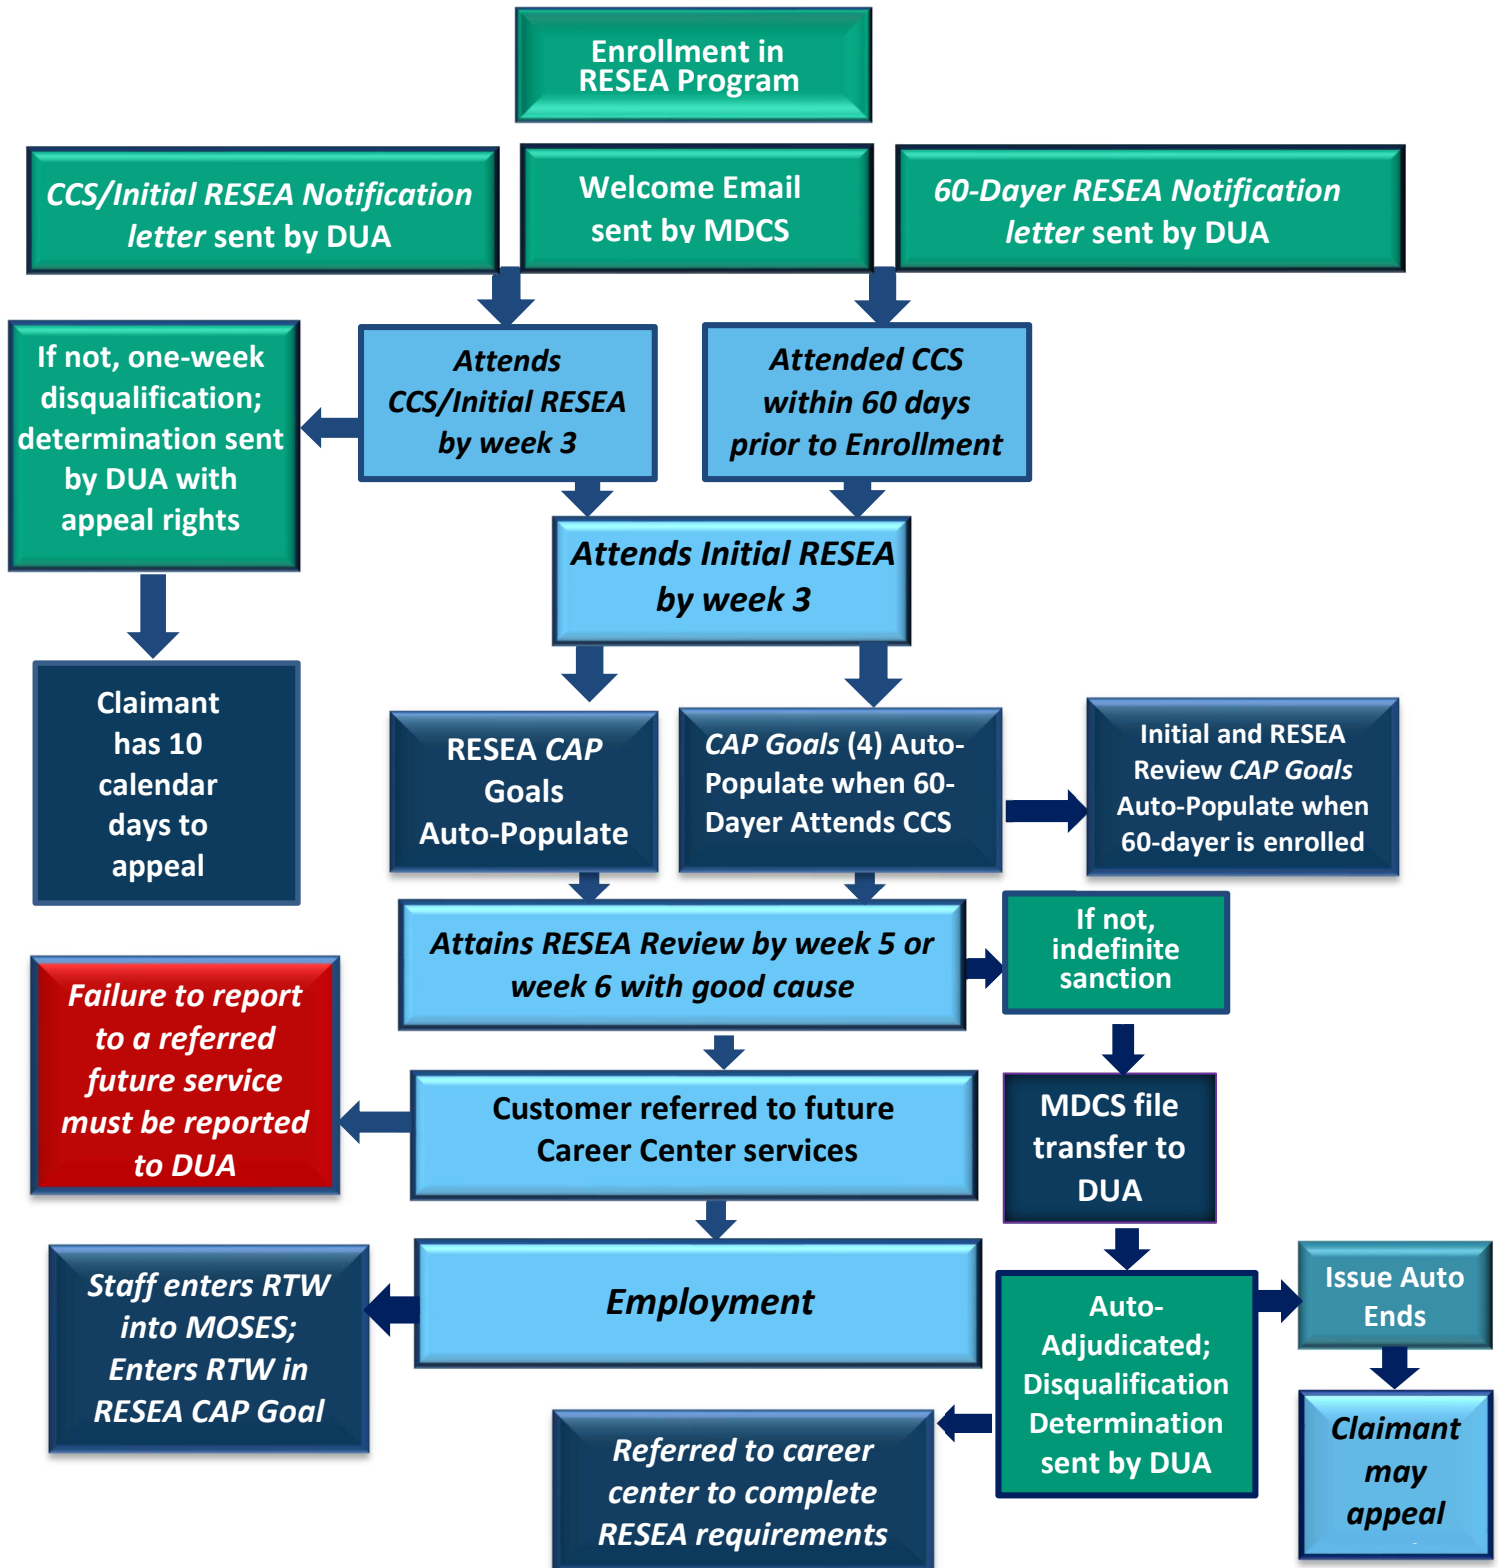 Enrollment in
RESEA Program
CCS/Initial RESEA Notification
letter sent by DUA
Welcome Email
sent by MDCS
60-Dayer RESEA Notification
letter sent by DUA
If not, one-week
disqualification;
determination sent
by DUA with
appeal rights
Attends
CCS/Initial RESEA
by week 3
Attended CCS
within 60 days
prior to Enrollment
Attends Initial RESEA
by week 3
Claimant
has 10
calendar
days to
appeal
RESEA CAP
Goals
Auto-Populate
CAP Goals (4) Auto-
Populate when 60-
Dayer Attends CCS
Initial and RESEA
Review CAP Goals
Auto-Populate when
60-dayer is enrolled
Attains RESEA Review by week 5 or
week 6 with good cause
If not,
indefinite
sanction
Failure to report
to a referred
future service
must be reported
to DUA
Customer referred to future
Career Center services
MDCS file
transfer to
DUA
Staff enters RTW
into MOSES;
Enters RTW in
RESEA CAP Goal
Employment
Auto-
Adjudicated;
Disqualification
Determination
sent by DUA
Issue Auto
Ends
Referred to career
center to complete
RESEA requirements
Claimant
may
appeal